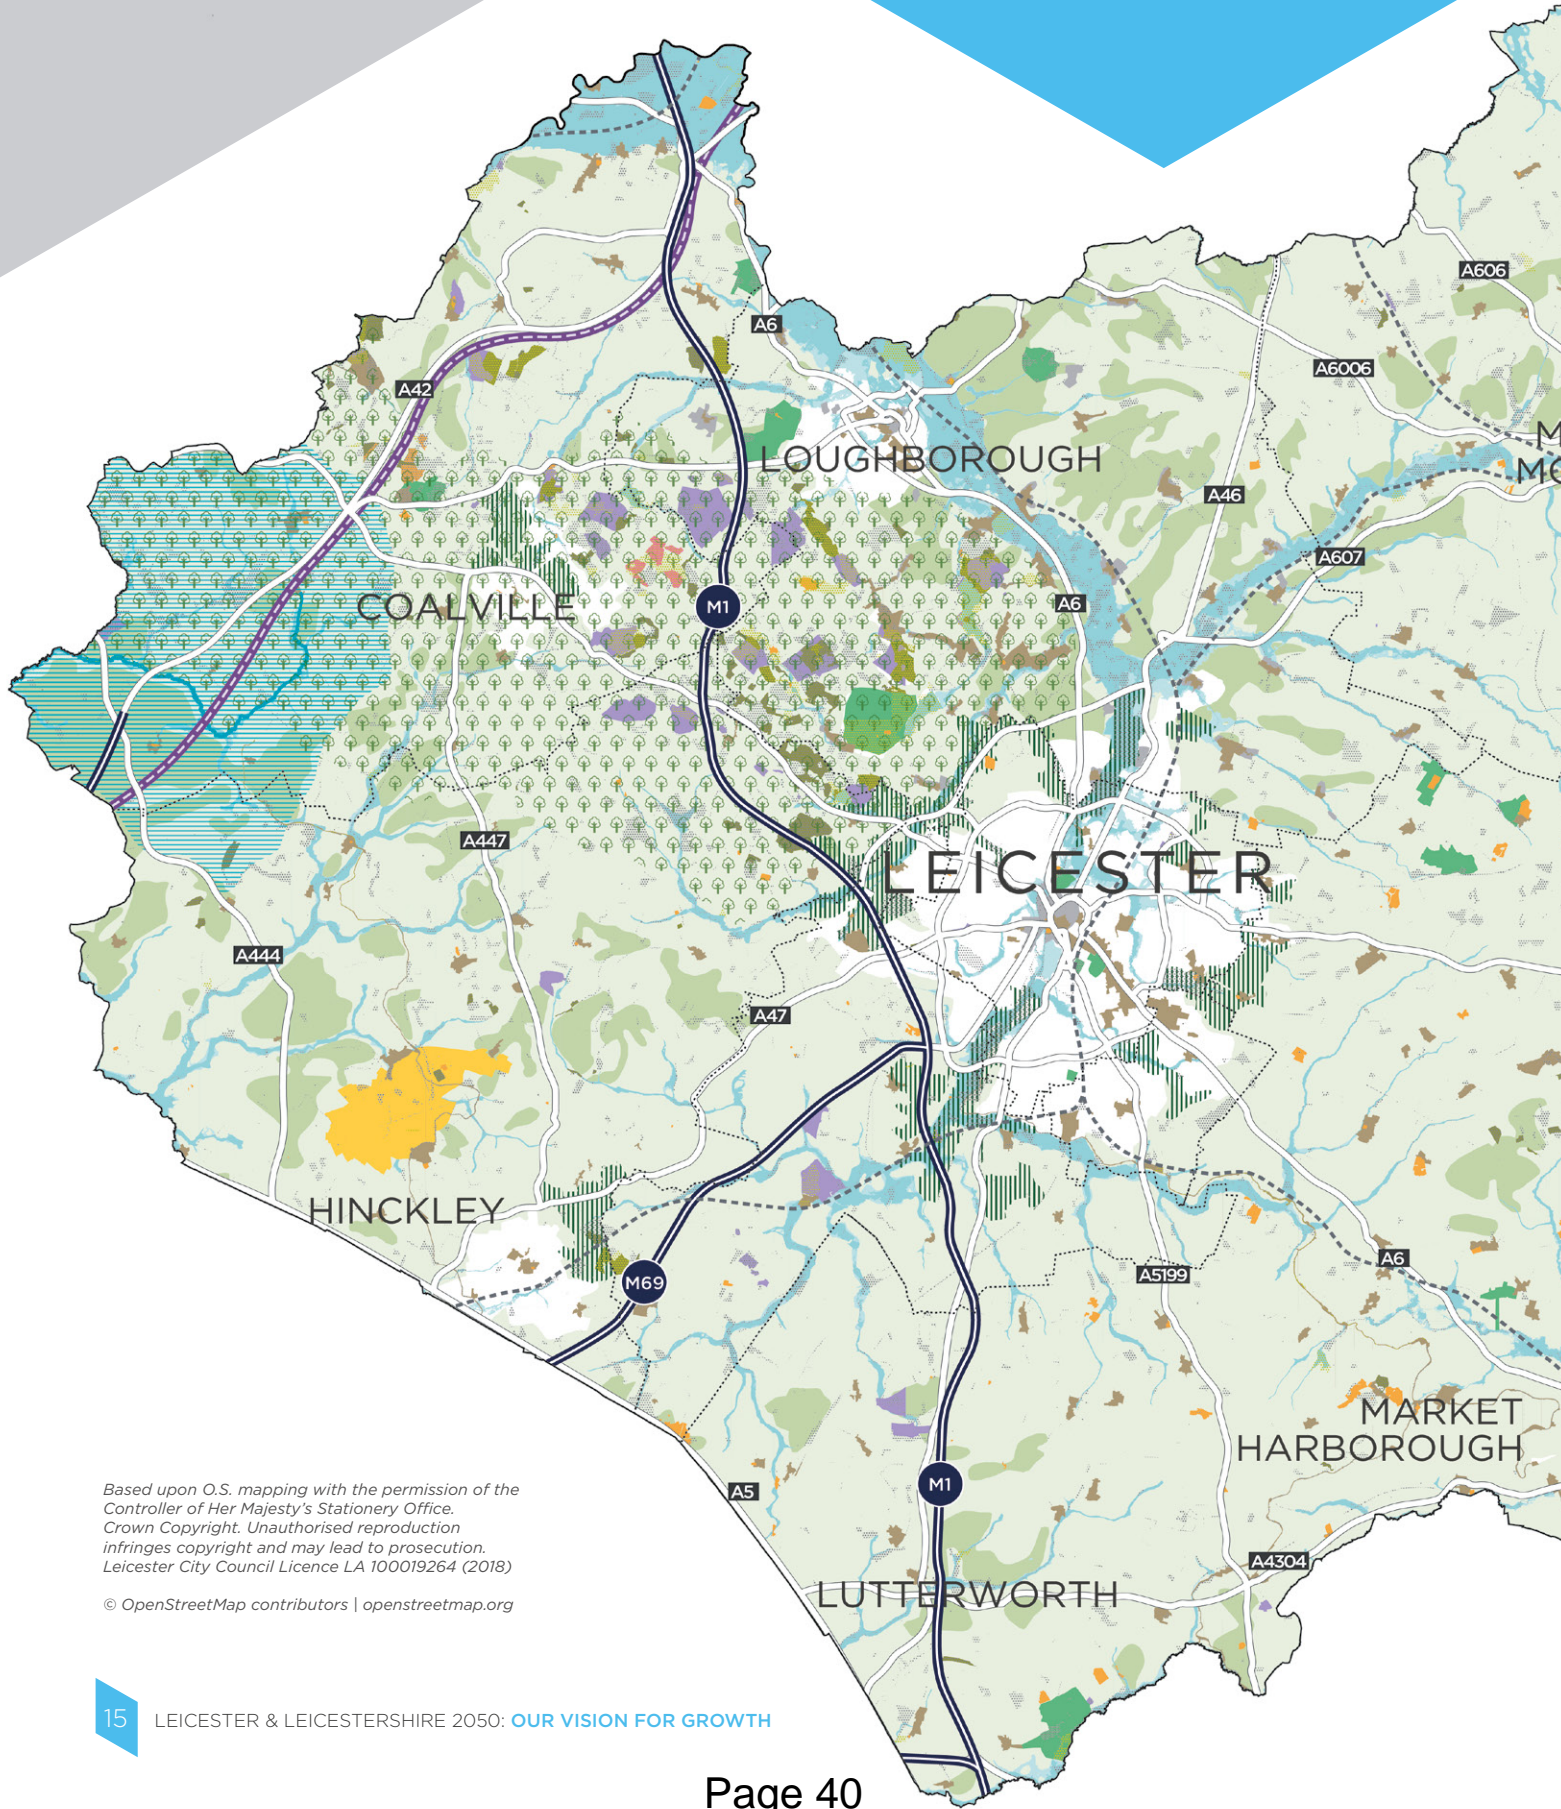 A606
A6
A6006
A42
M
LOUGHBOROUGH
MO
A46
A607
COALVILLE
M1
A6
A447
LEICESTER
A444
A47
HINCKLEY
A6
M69
A5199
MARKET
HARBOROUGH
M1
A5
A4304
LUTTERWORTH
Based upon O.S. mapping with the permission of the
Controller of Her Majesty's Stationery Office.
Crown Copyright. Unauthorised reproduction
infringes copyright and may lead to prosecution.
Leicester City Council Licence LA 100019264 (2018)
© OpenStreetMap contributors | openstreetmap.org
15 LEICESTER & LEICESTERSHIRE 2050: OUR VISION FOR GROWTH
Page 40